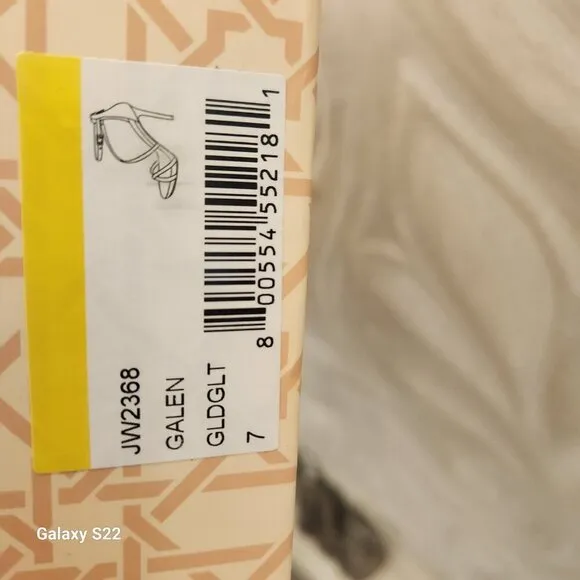 JW2368
GALEN
GLDGLT
7
8 00554 55218 1
Galaxy S22